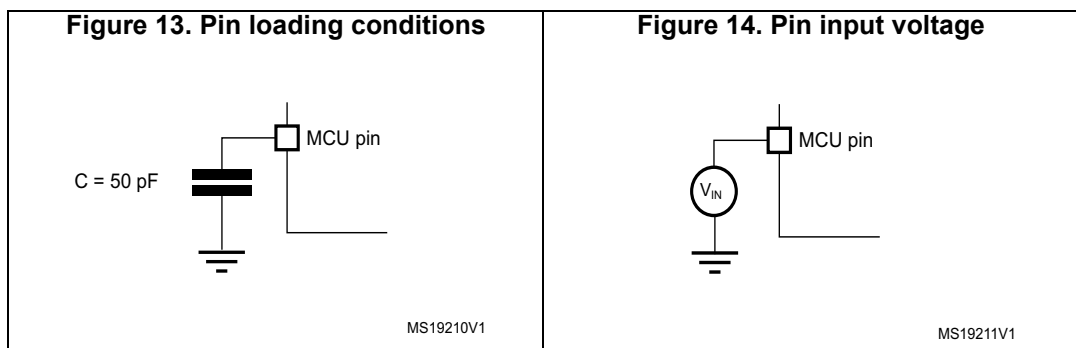 Figure 13. Pin loading conditions
MCU pin
C = 50 pF
MS19210V1
Figure 14. Pin input voltage
MCU pin
VIN
MS19211V1